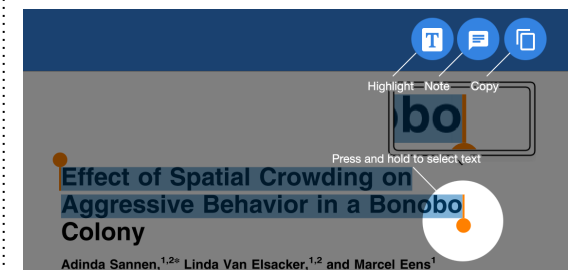 T
Highlight Note Copy
bo
Press and hold to select text
Effect of Spatial Crowding on
Aggressive Behavior in a Bonobo
Colony
Adinda Sannen,¹,²* Linda Van Elsacker,¹,² and Marcel Eens¹